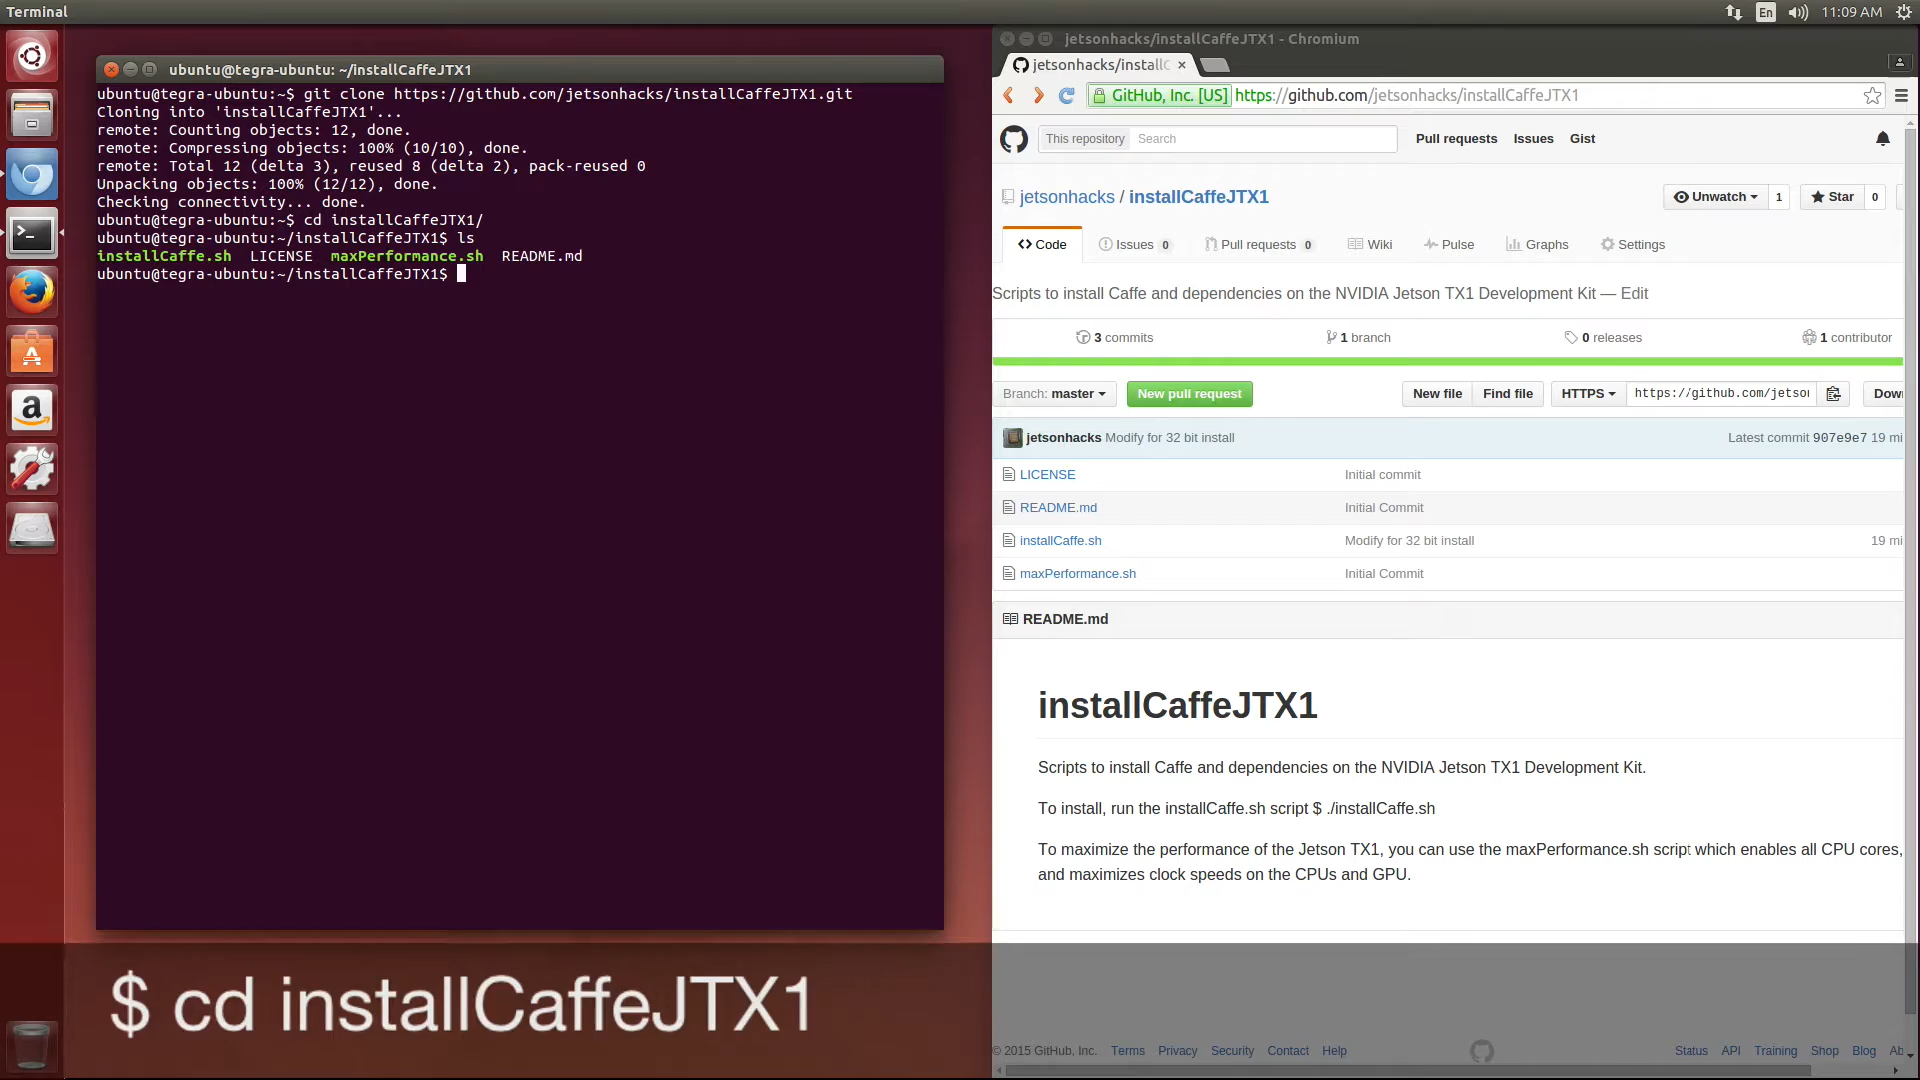 Terminal
En
11:09 AM
ubuntu@tegra-ubuntu: ~/installCaffeJTX1
ubuntu@tegra-ubuntu:~$ git clone https://github.com/jetsonhacks/installCaffeJTX1.git
Cloning into 'installCaffeJTX1'...
remote: Counting objects: 12, done.
remote: Compressing objects: 100% (10/10), done.
remote: Total 12 (delta 3), reused 8 (delta 2), pack-reused 0
Unpacking objects: 100% (12/12), done.
Checking connectivity... done.
ubuntu@tegra-ubuntu:~$ cd installCaffeJTX1/
ubuntu@tegra-ubuntu:~/installCaffeJTX1$ ls
installCaffe.sh  LICENSE  maxPerformance.sh  README.md
ubuntu@tegra-ubuntu:~/installCaffeJTX1$
$ cd installCaffeJTX1
jetsonhacks/installCaffeJTX1 - Chromium
jetsonhacks/installC
GitHub, Inc. [US] https://github.com/jetsonhacks/installCaffeJTX1
This repository Search Pull requests Issues Gist
jetsonhacks / installCaffeJTX1 Unwatch 1 Star 0
Code Issues 0 Pull requests 0 Wiki Pulse Graphs Settings
Scripts to install Caffe and dependencies on the NVIDIA Jetson TX1 Development Kit — Edit
3 commits 1 branch 0 releases 1 contributor
Branch: master New pull request New file Find file HTTPS https://github.com/jetso Dow
jetsonhacks Modify for 32 bit install Latest commit 907e9e7 19 mi
LICENSE Initial commit
README.md Initial Commit
installCaffe.sh Modify for 32 bit install 19 mi
maxPerformance.sh Initial Commit
README.md
installCaffeJTX1
Scripts to install Caffe and dependencies on the NVIDIA Jetson TX1 Development Kit.
To install, run the installCaffe.sh script $ ./installCaffe.sh
To maximize the performance of the Jetson TX1, you can use the maxPerformance.sh script which enables all CPU cores,
and maximizes clock speeds on the CPUs and GPU.
© 2015 GitHub, Inc. Terms Privacy Security Contact Help Status API Training Shop Blog Ab